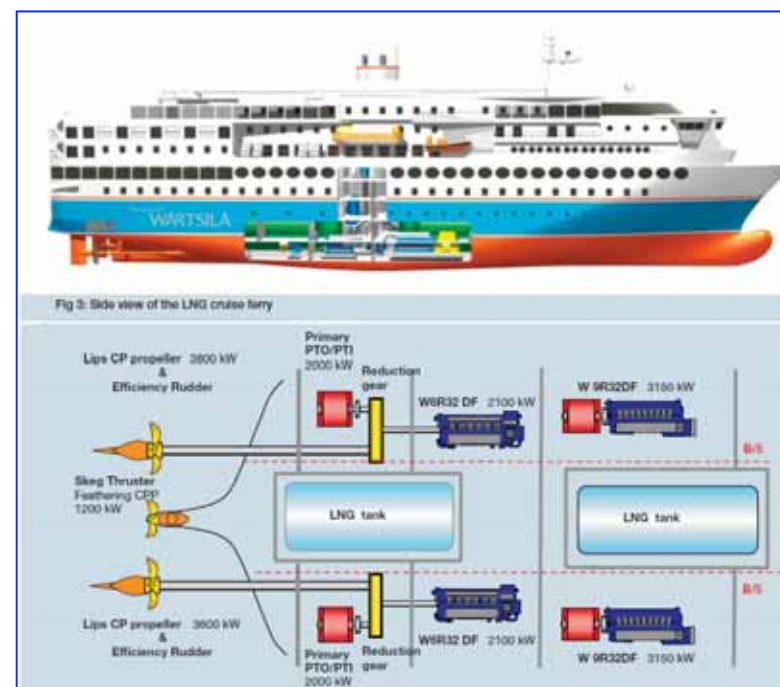 WÄRTSILÄ
Fig 3: Side view of the LNG cruise ferry
Lips CP propeller 3800 kW
&
Efficiency Rudder
Primary
PTO/PTI
2000 kW
Reduction
gear
W6R32 DF 2100 kW
W 9R32DF 3150 kW
B/5
Skeg Thruster
Feathering CPP
1200 kW
LNG tank
LNG tank
B/5
Lips CP propeller 3800 kW
&
Efficiency Rudder
Primary
PTO/PTI
2000 kW
Reduction
gear
W6R32 DF 2100 kW
W 9R32DF 3150 kW